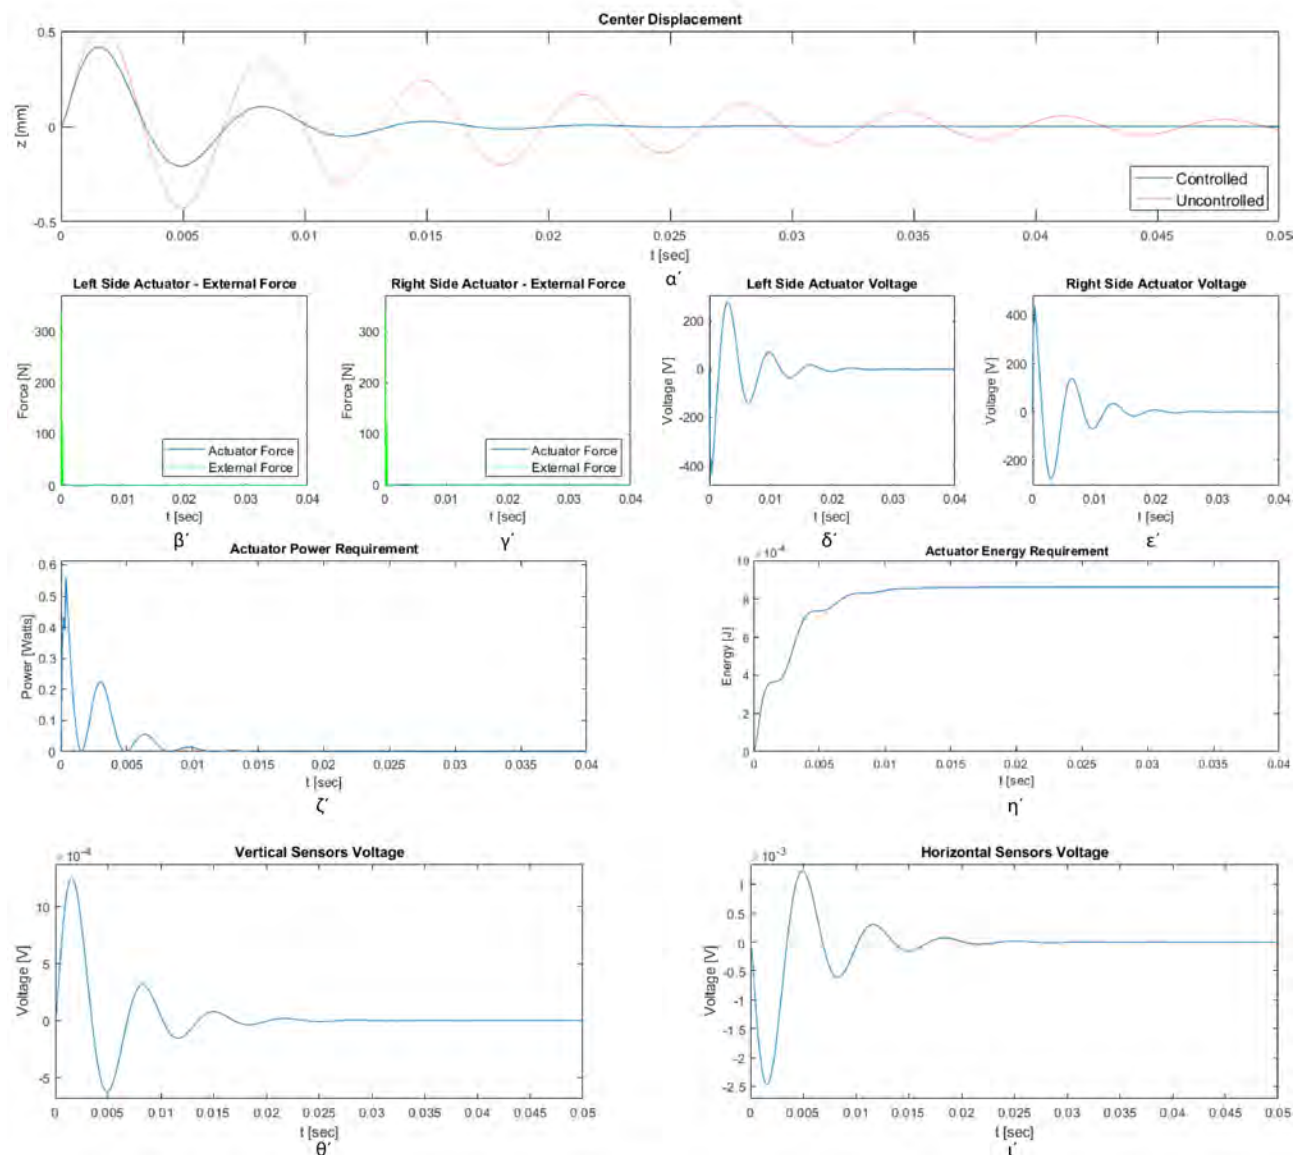 Center Displacement
0.5
0
-0.5
z [mm]
Controlled
Uncontrolled
0 0.005 0.01 0.015 0.02 0.025 0.03 0.035 0.04 0.045 0.05
t [sec]
α´
Left Side Actuator - External Force
300
200
100
0
Force [N]
Actuator Force
External Force
0 0.01 0.02 0.03 0.04
t [sec]
β´
Right Side Actuator - External Force
300
200
100
0
Force [N]
Actuator Force
External Force
0 0.01 0.02 0.03 0.04
t [sec]
γ´
Left Side Actuator Voltage
200
0
-200
-400
Voltage [V]
0 0.01 0.02 0.03 0.04
t [sec]
δ´
Right Side Actuator Voltage
400
200
0
-200
Voltage [V]
0 0.01 0.02 0.03 0.04
t [sec]
ε´
Actuator Power Requirement
0.6
0.5
0.4
0.3
0.2
0.1
0
Power [Watts]
0 0.005 0.01 0.015 0.02 0.025 0.03 0.035 0.04
t [sec]
ζ´
Actuator Energy Requirement
10 -4
10
8
6
4
2
0
Energy [J]
0 0.005 0.01 0.015 0.02 0.025 0.03 0.035 0.04
t [sec]
η´
Vertical Sensors Voltage
10 -4
10
5
0
-5
Voltage [V]
0 0.005 0.01 0.015 0.02 0.025 0.03 0.035 0.04 0.045 0.05
t [sec]
θ´
Horizontal Sensors Voltage
10 -3
1
0.5
0
-0.5
-1
-1.5
-2
-2.5
Voltage [V]
0 0.005 0.01 0.015 0.02 0.025 0.03 0.035 0.04 0.045 0.05
t [sec]
ι´